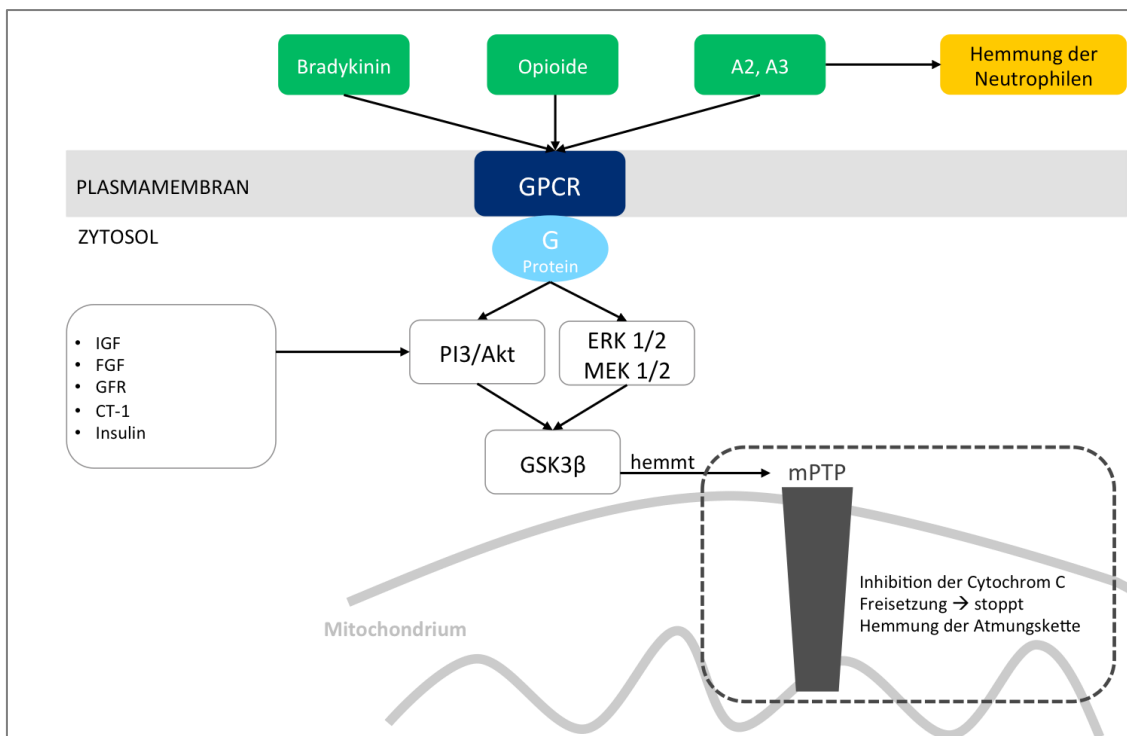 Bradykinin
Opioide
A2, A3
Hemmung der
Neutrophilen
PLASMAMEMBRAN
GPCR
ZYTOSOL
G
Protein
• IGF
• FGF
• GFR
• CT-1
• Insulin
PI3/Akt
ERK 1/2
MEK 1/2
GSK3β
hemmt
mPTP
Inhibition der Cytochrom C
Freisetzung → stoppt
Hemmung der Atmungskette
Mitochondrium